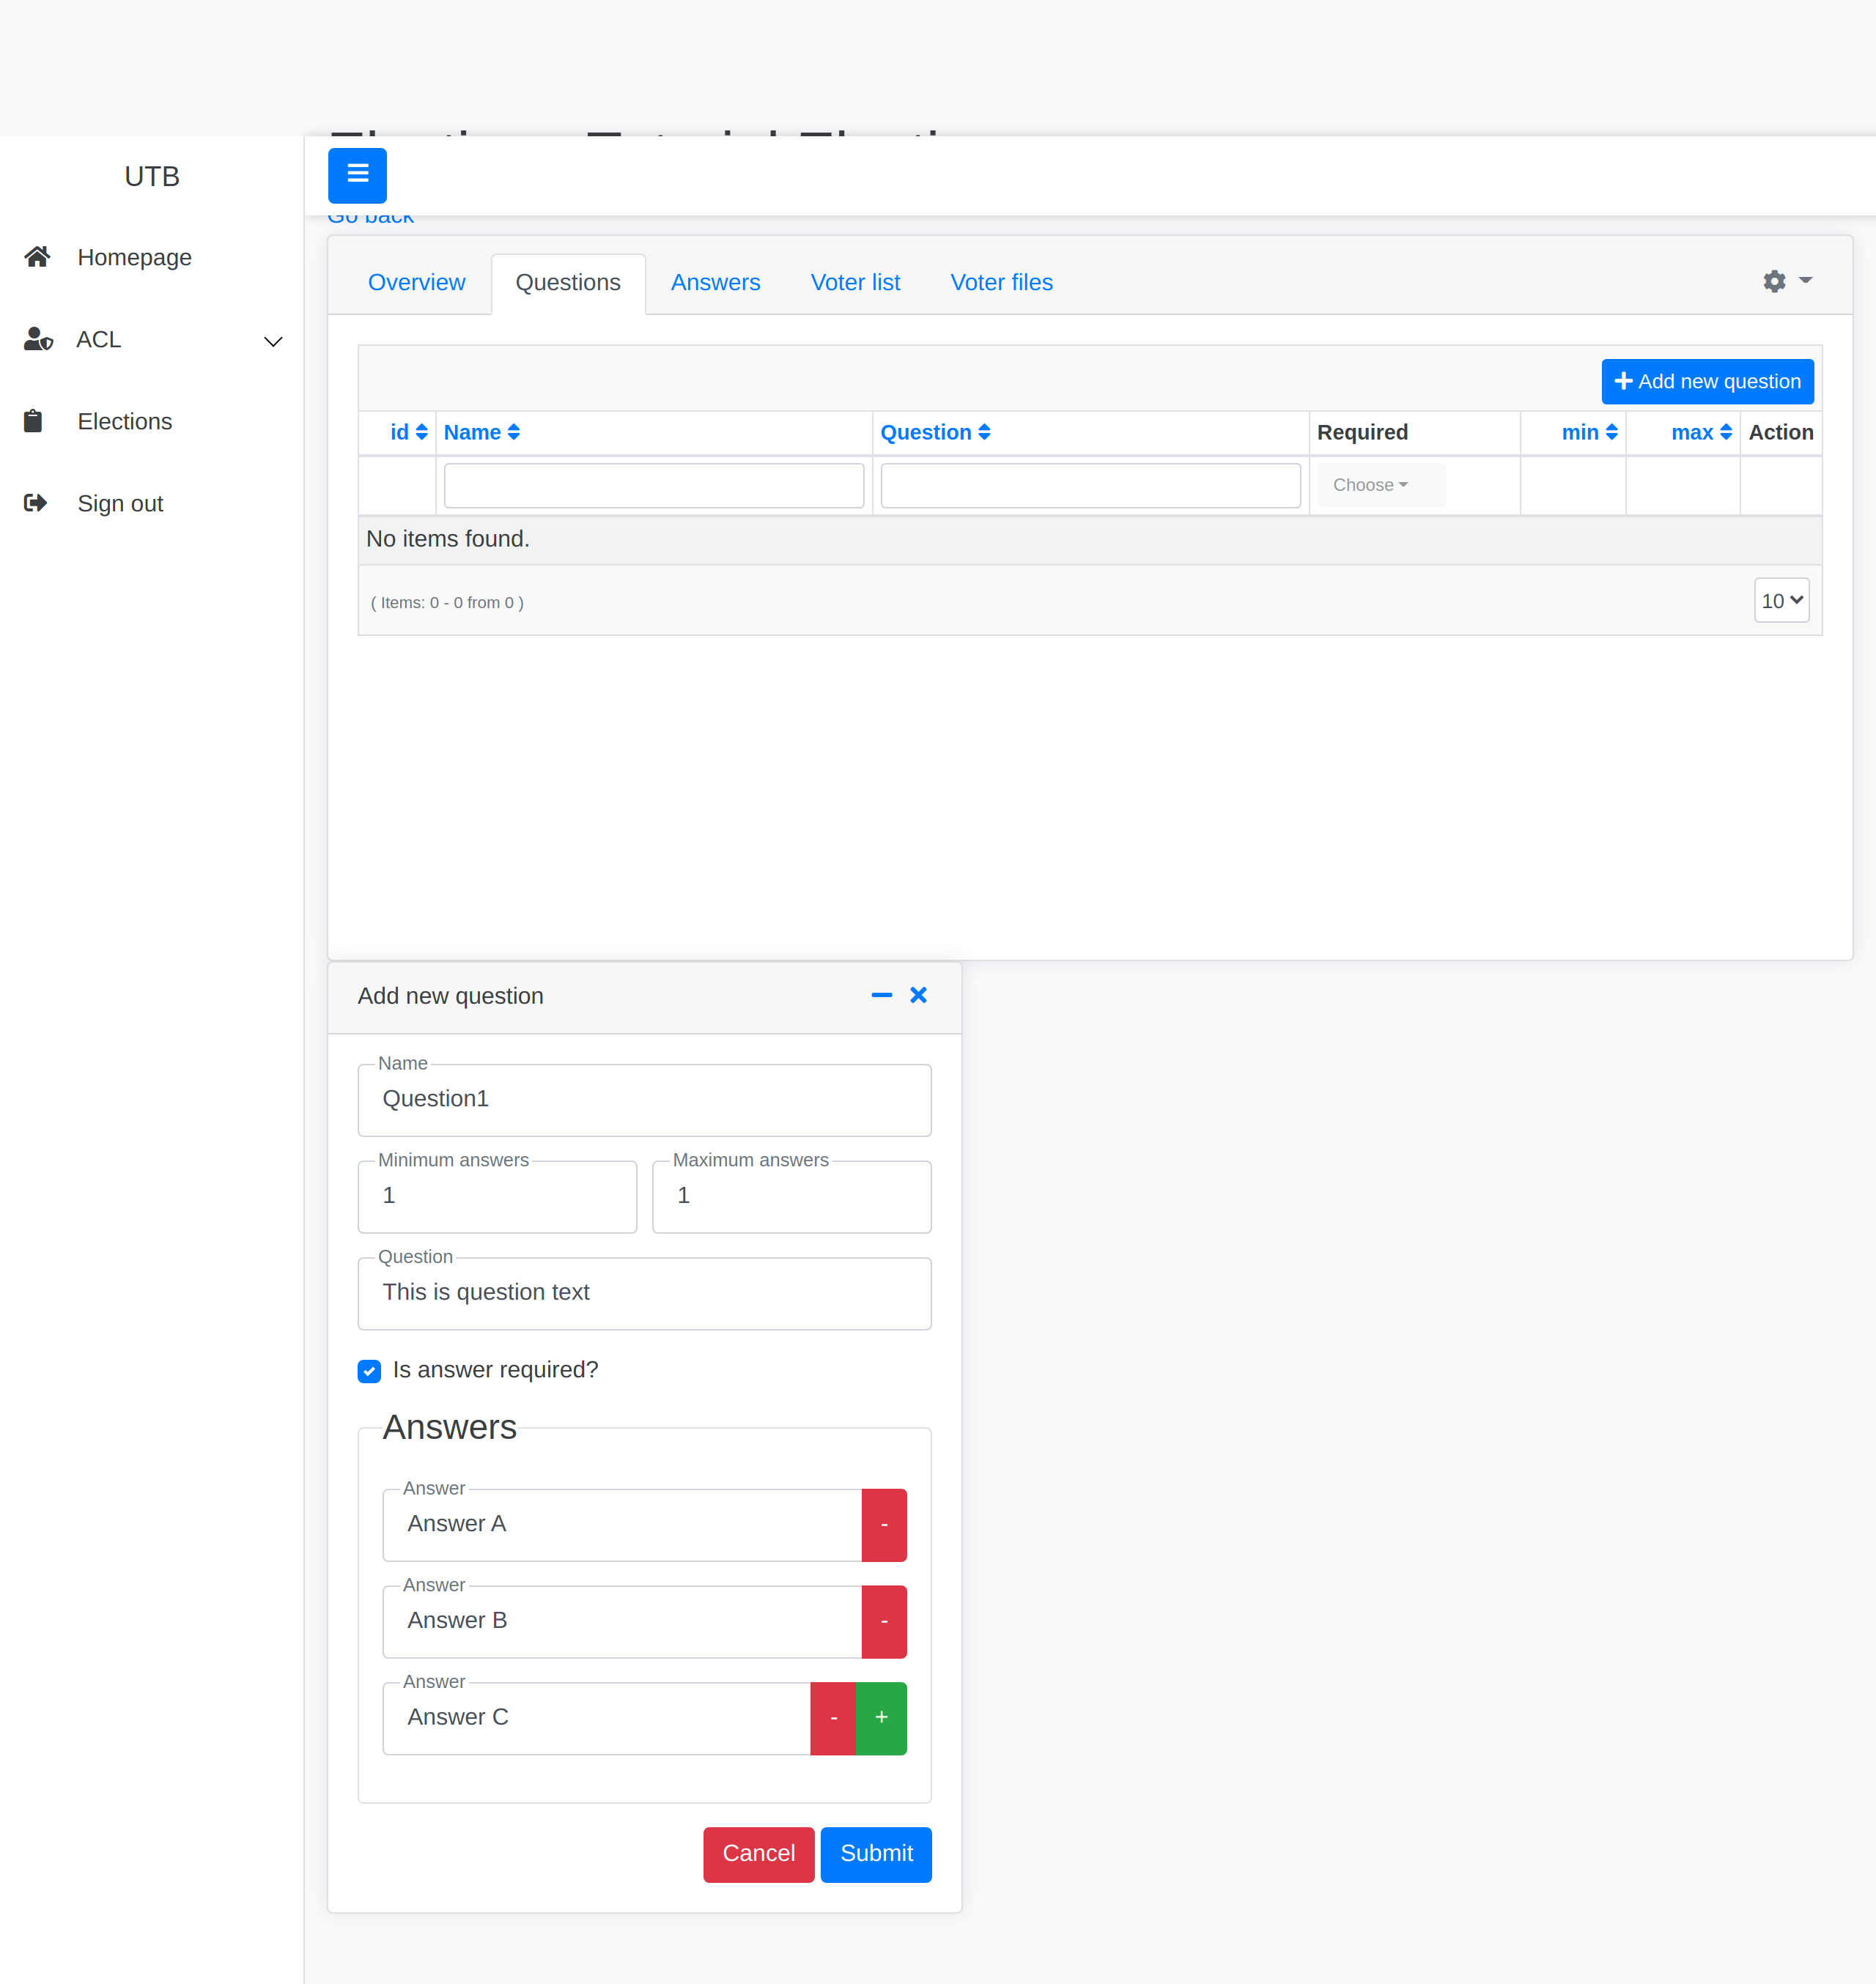 UTB
Homepage
ACL
Elections
Sign out
Go back
Overview Questions Answers Voter list Voter files
Add new question
id Name Question Required min max Action
Choose
No items found.
( Items: 0 - 0 from 0 ) 10
Add new question
Name
Question1
Minimum answers Maximum answers
1 1
Question
This is question text
Is answer required?
Answers
Answer
Answer A -
Answer
Answer B -
Answer
Answer C - +
Cancel Submit